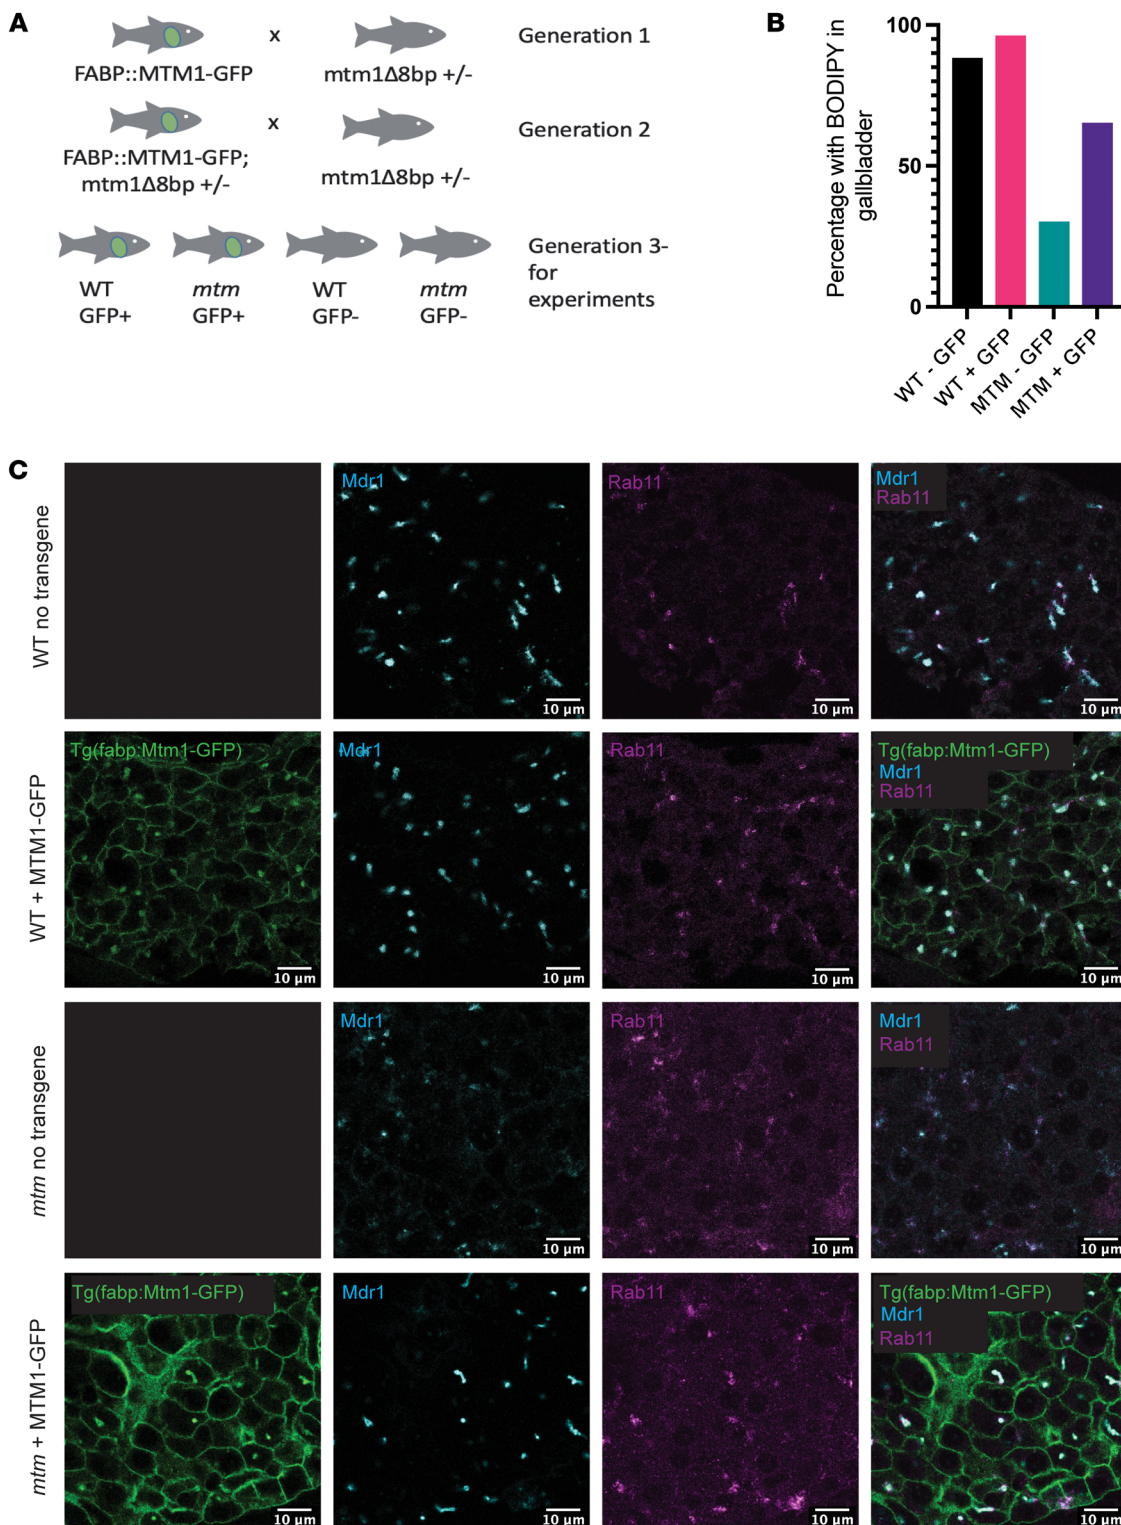 A
x
Generation 1
FABP::MTM1-GFP
mtm1Δ8bp +/-
x
Generation 2
FABP::MTM1-GFP;
mtm1Δ8bp +/-
mtm1Δ8bp +/-
Generation 3-
for
experiments
WT
GFP+
mtm
GFP+
WT
GFP-
mtm
GFP-
B
Percentage with BODIPY in
gallbladder
100
50
0
WT - GFP
WT + GFP
MTM - GFP
MTM + GFP
C
WT no transgene
Mdr1
10 µm
Rab11
10 µm
Mdr1
Rab11
10 µm
WT + MTM1-GFP
Tg(fabp:Mtm1-GFP)
10 µm
Mdr1
10 µm
Rab11
10 µm
Tg(fabp:Mtm1-GFP)
Mdr1
Rab11
10 µm
mtm no transgene
Mdr1
10 µm
Rab11
10 µm
Mdr1
Rab11
10 µm
mtm + MTM1-GFP
Tg(fabp:Mtm1-GFP)
10 µm
Mdr1
10 µm
Rab11
10 µm
Tg(fabp:Mtm1-GFP)
Mdr1
Rab11
10 µm